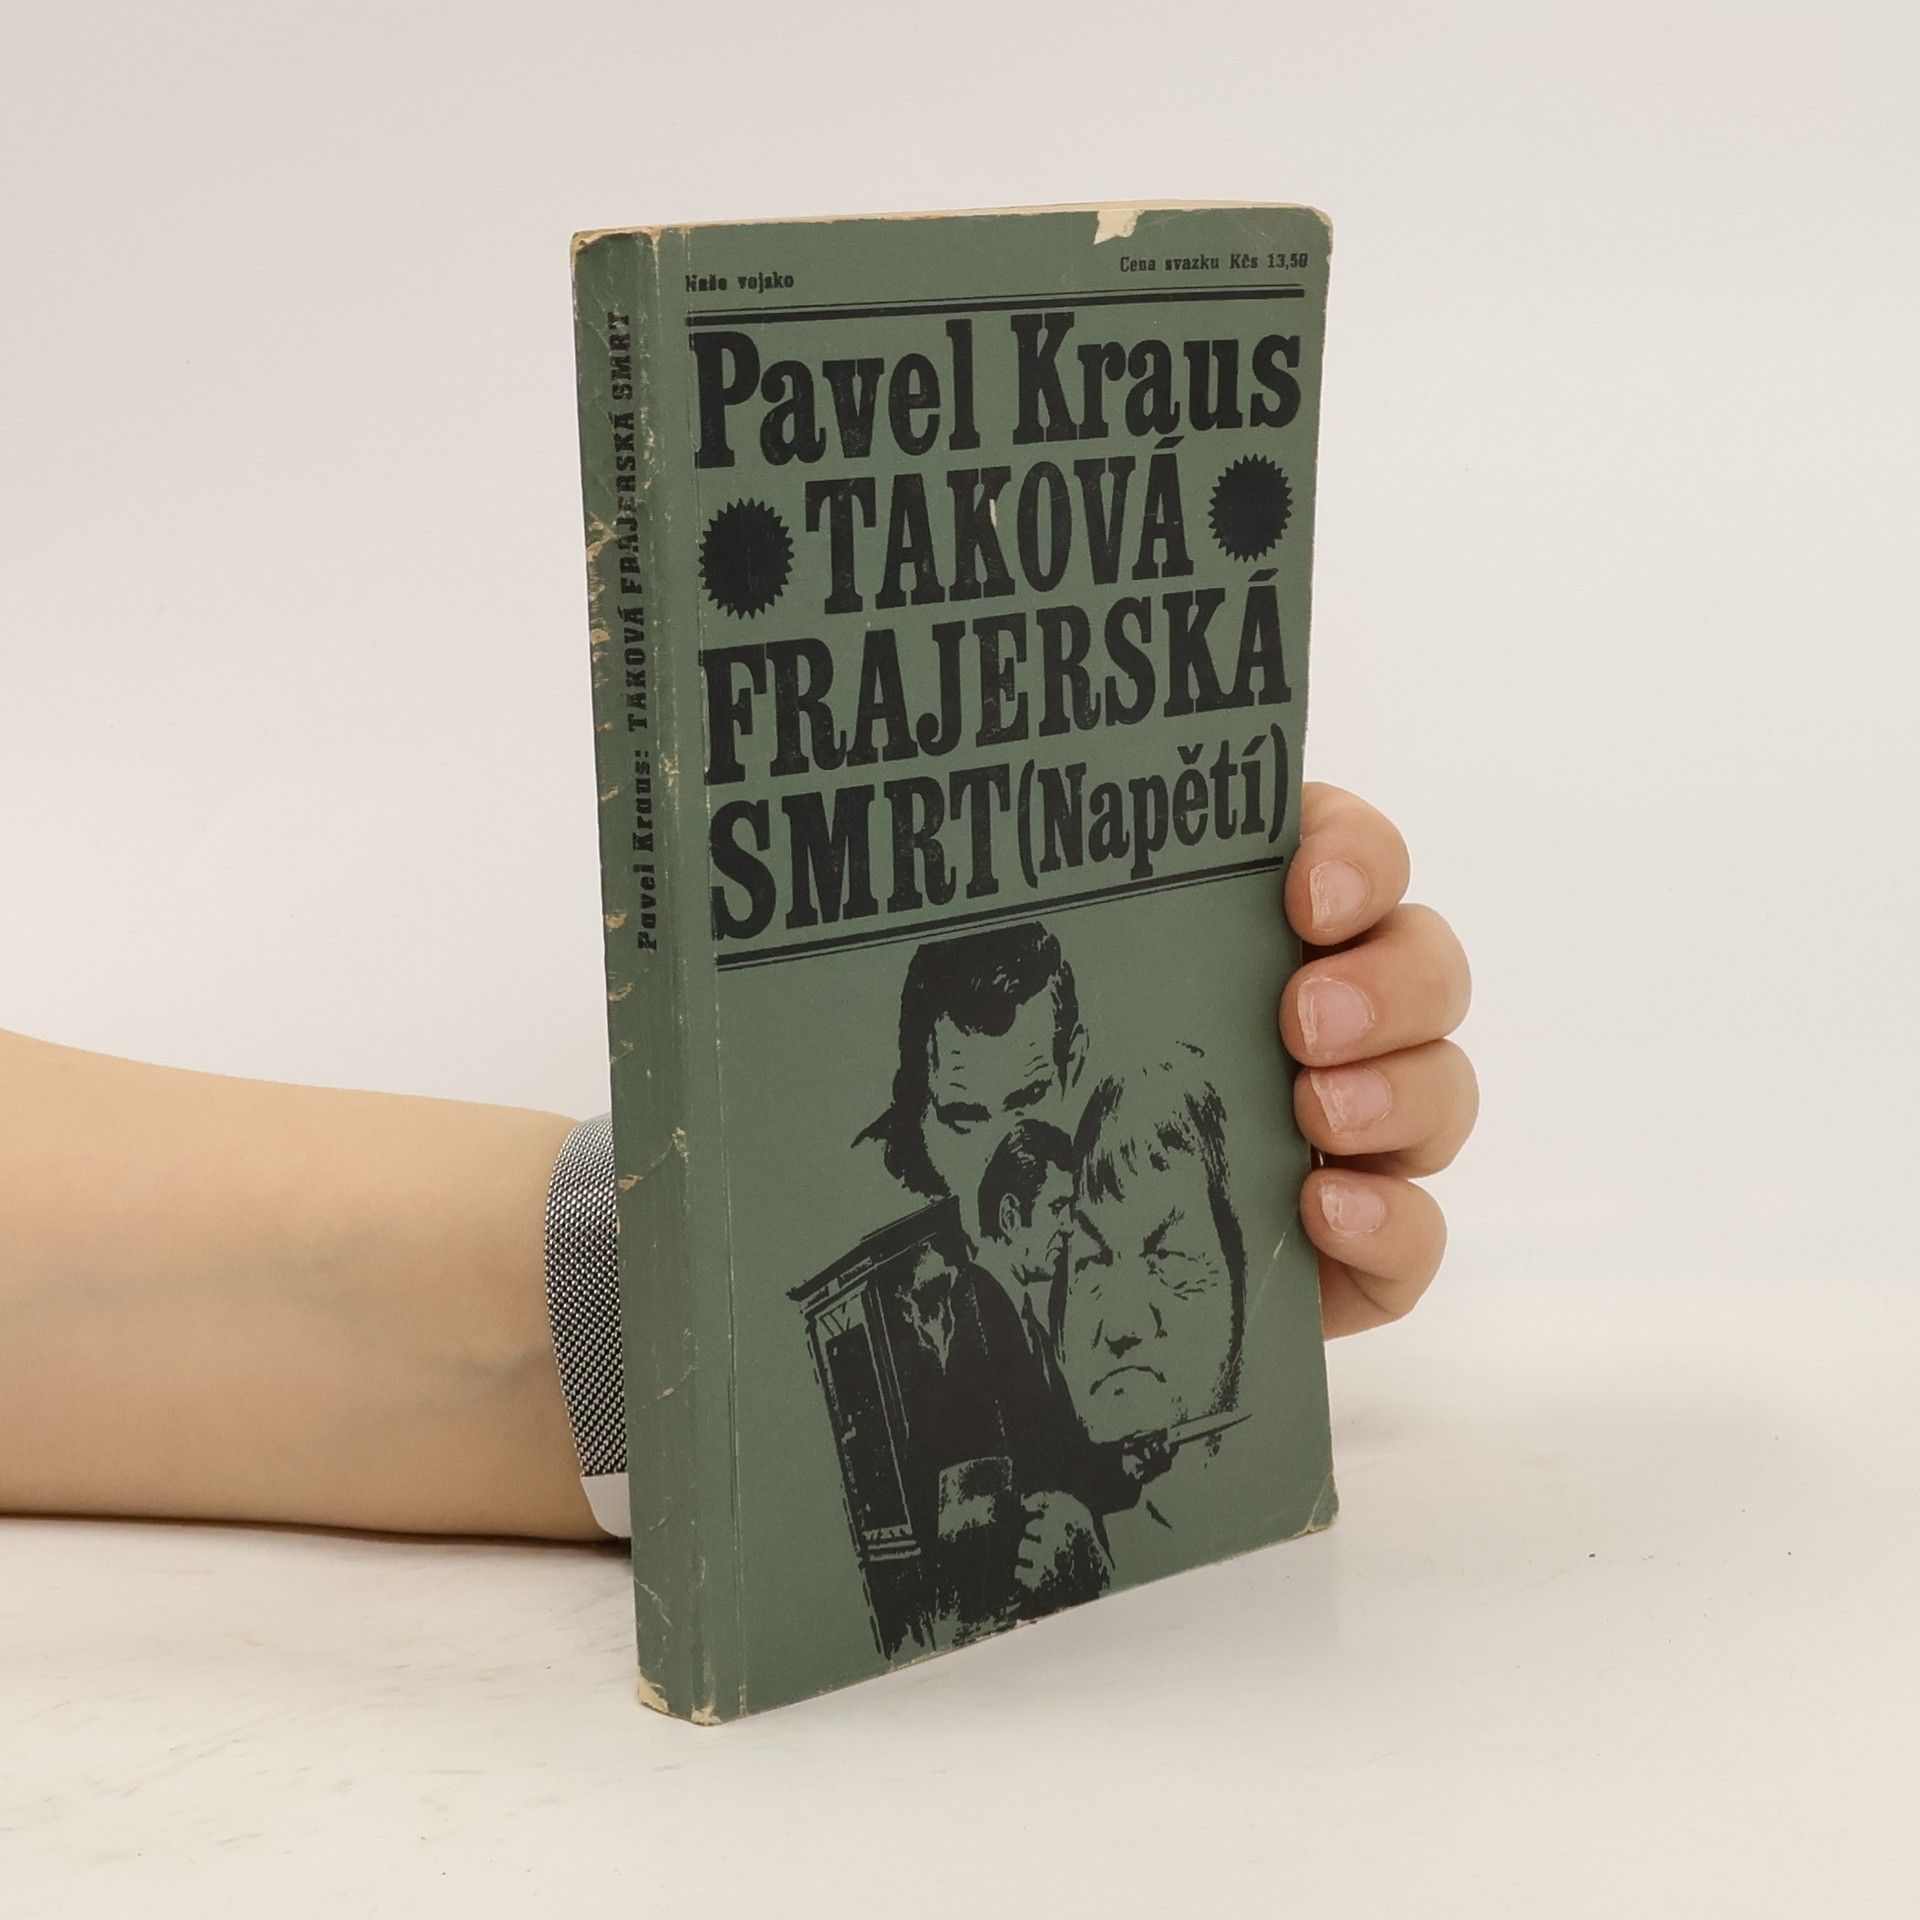 Naše vojsko
Cena svazku Kčs 13,50
Pavel Kraus
TAKOVÁ
FRAJERSKÁ
SMRT (Napětí)
Pavel Kraus: TAKOVÁ FRAJERSKÁ SMRT